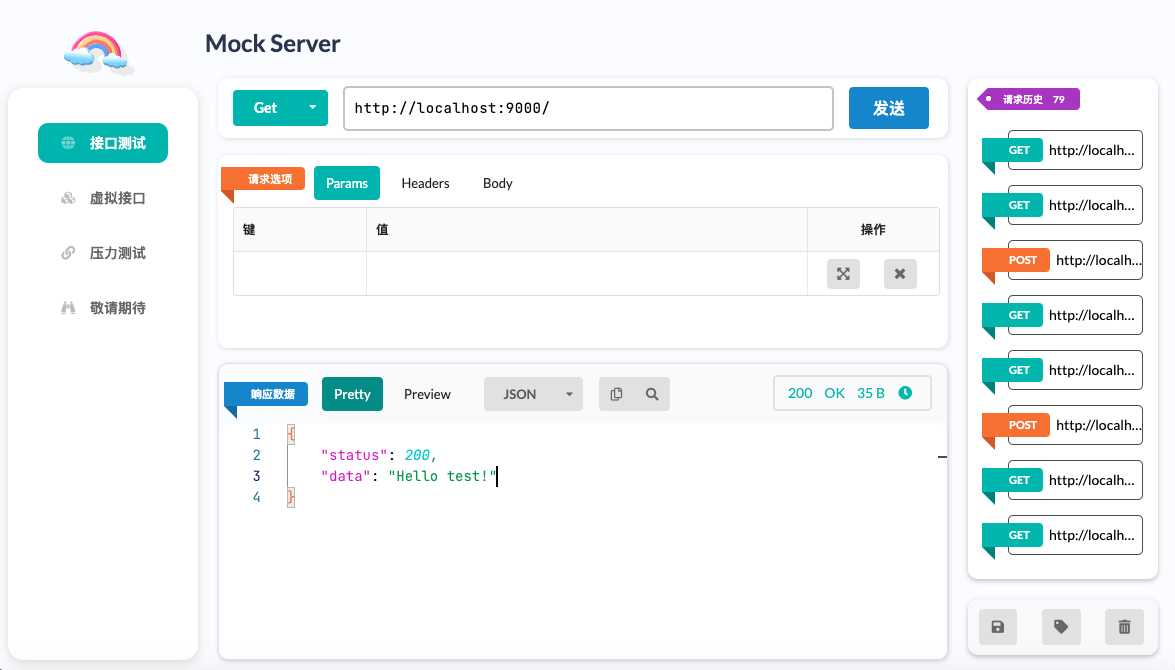 Mock Server
接口测试
虚拟接口
压力测试
敬请期待
Get
http://localhost:9000/
发送
请求选项
Params
Headers
Body
键
值
操作
响应数据
Pretty
Preview
JSON
200 OK 35 B
1 {
2 "status": 200,
3 "data": "Hello test!"
4 }
请求历史 79
GET http://localh...
GET http://localh...
POST http://localh...
GET http://localh...
GET http://localh...
POST http://localh...
GET http://localh...
GET http://localh...